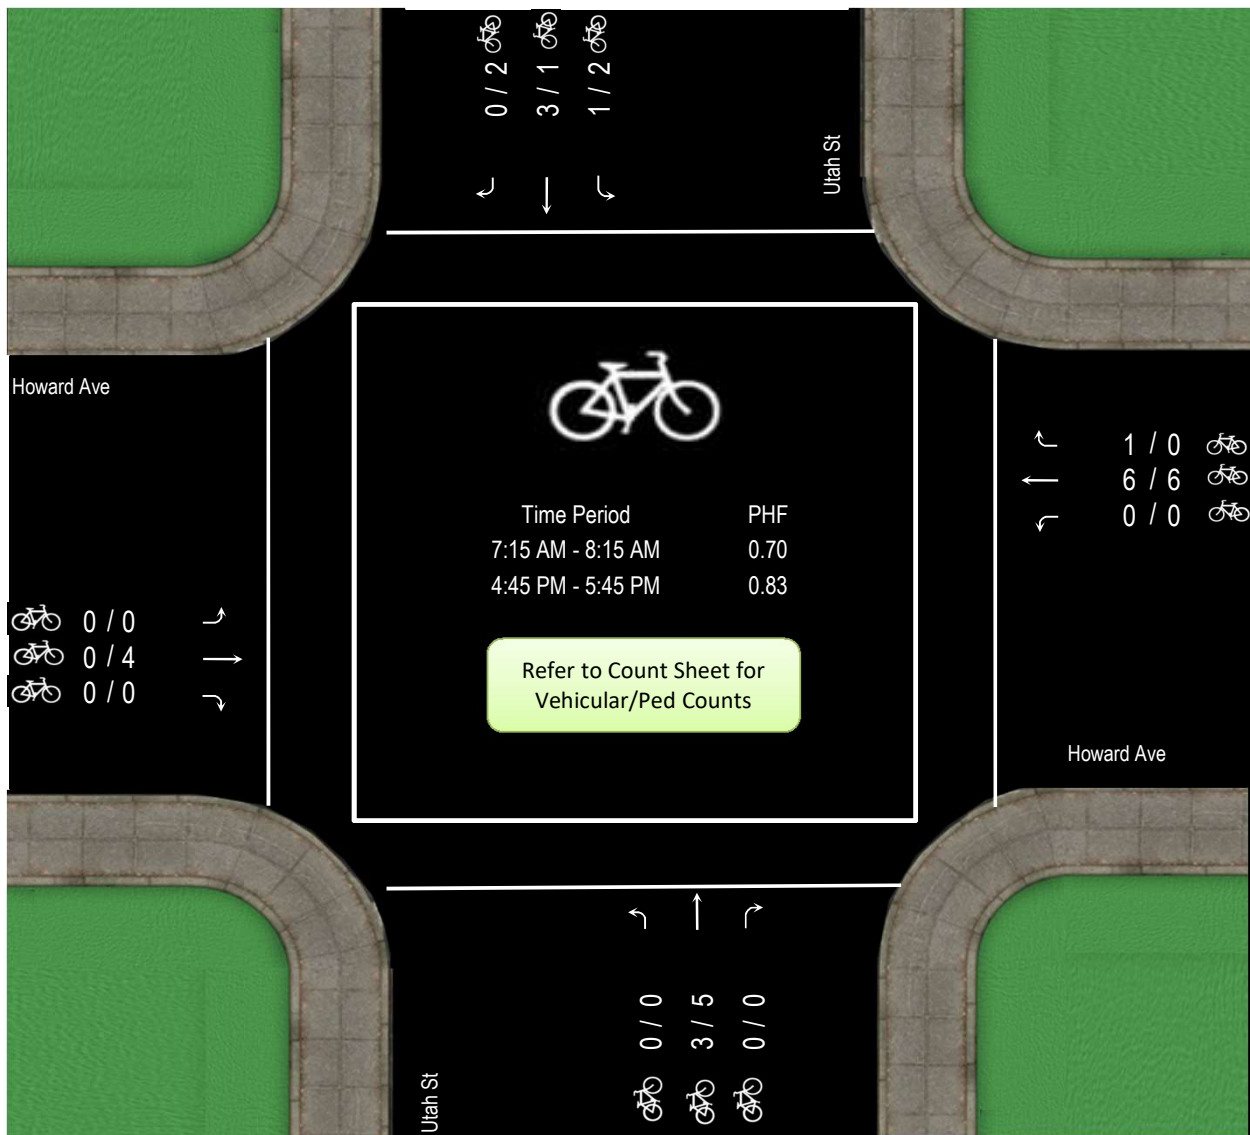 0 / 2
3 / 1
1 / 2
Utah St
Howard Ave
1 / 0
6 / 6
0 / 0
Time Period PHF
7:15 AM - 8:15 AM 0.70
4:45 PM - 5:45 PM 0.83
0 / 0
0 / 4
0 / 0
Refer to Count Sheet for
Vehicular/Ped Counts
Howard Ave
0 / 0
3 / 5
0 / 0
Utah St